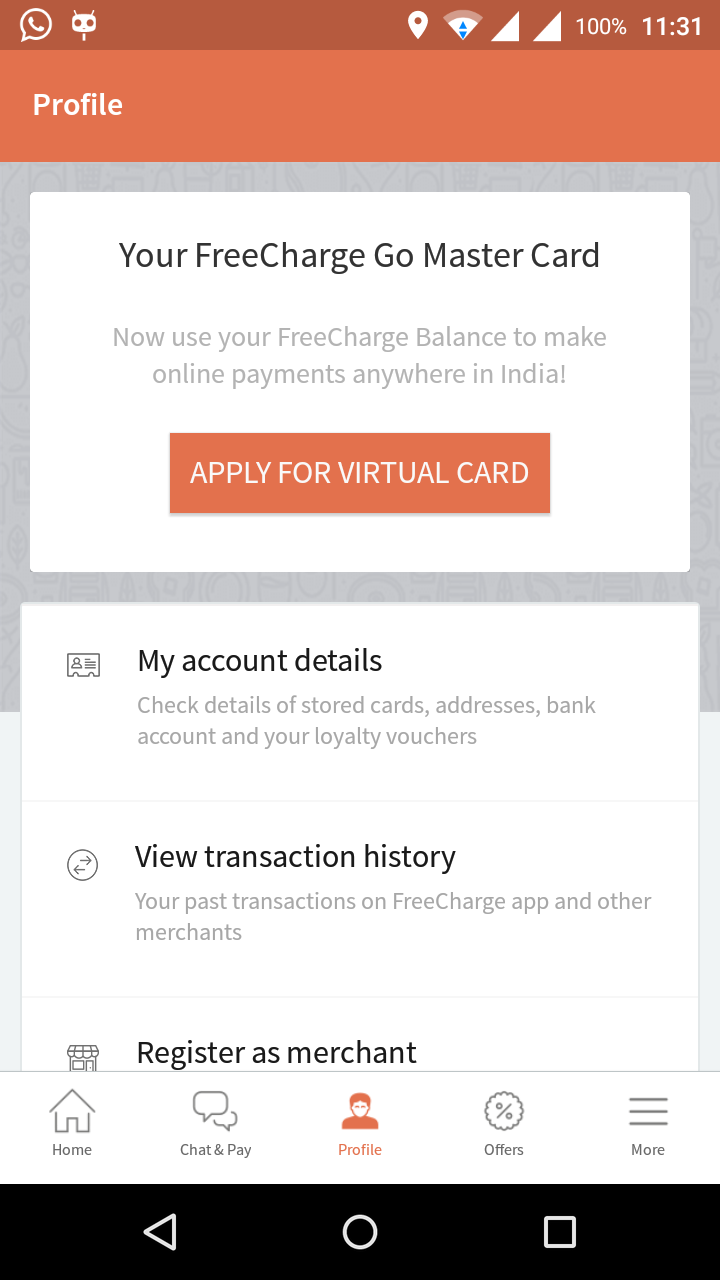 100% 11:31
Profile
Your FreeCharge Go Master Card
Now use your FreeCharge Balance to make
online payments anywhere in India!
APPLY FOR VIRTUAL CARD
My account details
Check details of stored cards, addresses, bank
account and your loyalty vouchers
View transaction history
Your past transactions on FreeCharge app and other
merchants
Register as merchant
Home Chat & Pay Profile Offers More